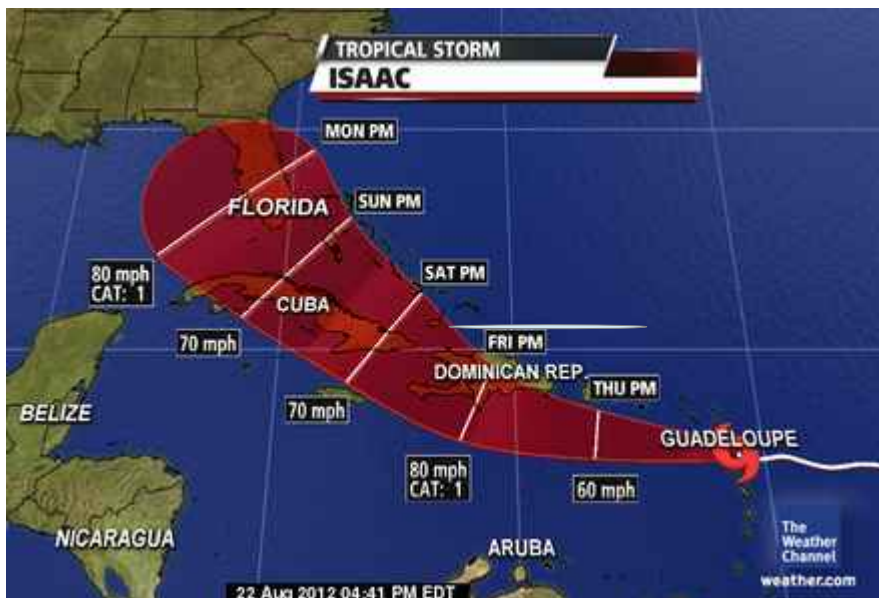 TROPICAL STORM
ISAAC
MON PM
FLORIDA
SUN PM
80 mph
CAT: 1
SAT PM
CUBA
70 mph
FRI PM
DOMINICAN REP.
THU PM
BELIZE
70 mph
GUADELOUPE
80 mph
CAT: 1
60 mph
NICARAGUA
ARUBA
The
Weather
Channel
weather.com
22 Aug 2012 04:41 PM EDT